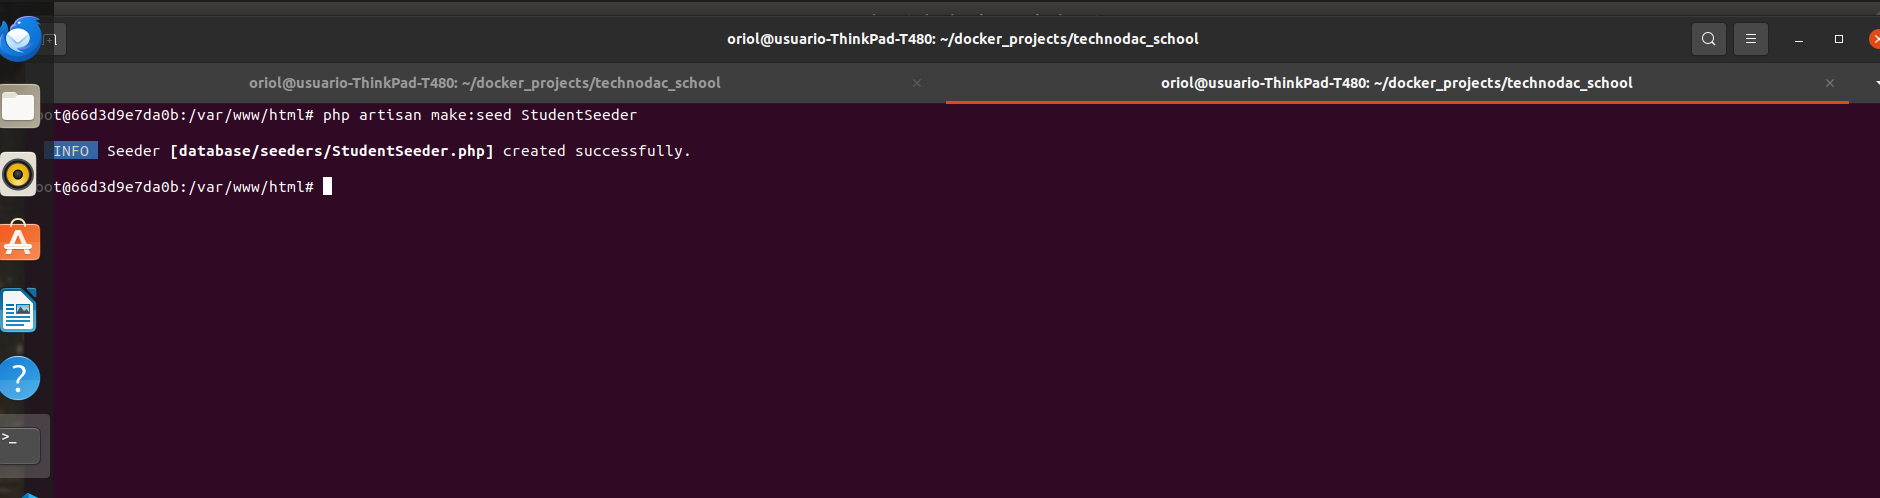 oriol@usuario-ThinkPad-T480: ~/docker_projects/technodac_school
oriol@usuario-ThinkPad-T480: ~/docker_projects/technodac_school
oriol@usuario-ThinkPad-T480: ~/docker_projects/technodac_school
ot@66d3d9e7da0b:/var/www/html# php artisan make:seed StudentSeeder
INFO Seeder [database/seeders/StudentSeeder.php] created successfully.
oot@66d3d9e7da0b:/var/www/html#